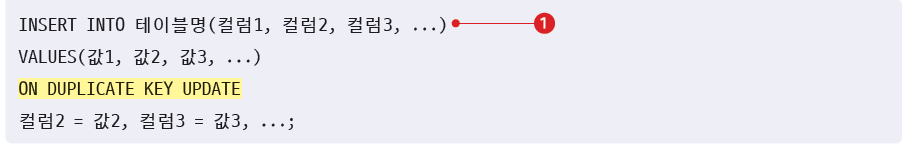 INSERT INTO 테이블명(컬럼1, 컬럼2, 컬럼3, ...) 1
VALUES(값1, 값2, 값3, ...)
ON DUPLICATE KEY UPDATE
컬럼2 = 값2, 컬럼3 = 값3, ...;